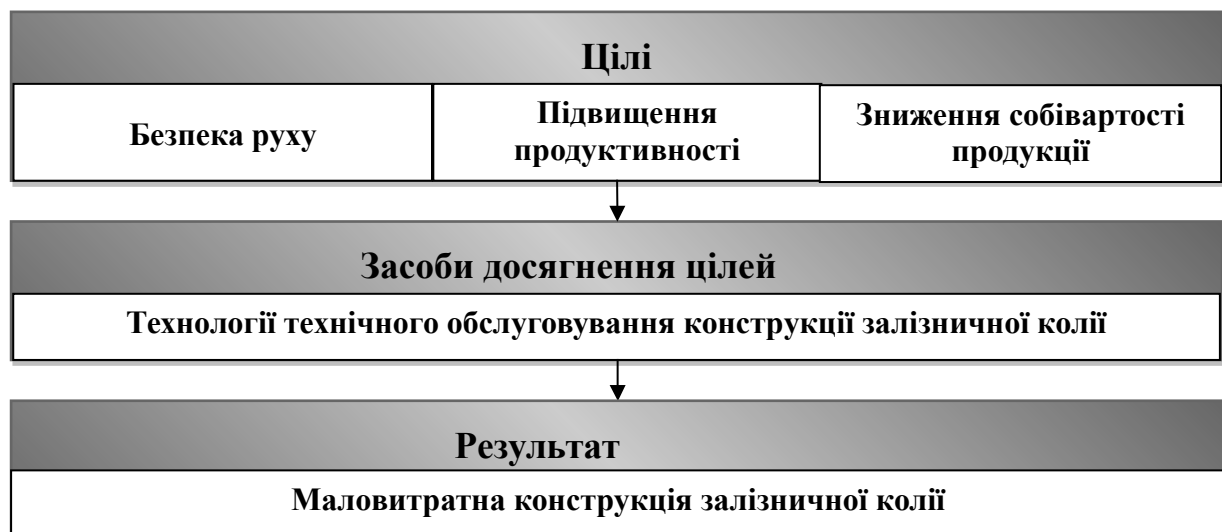 Цілі
Безпека руху
Підвищення
продуктивності
Зниження собівартості
продукції
Засоби досягнення цілей
Технології технічного обслуговування конструкції залізничної колії
Результат
Маловитратна конструкція залізничної колії